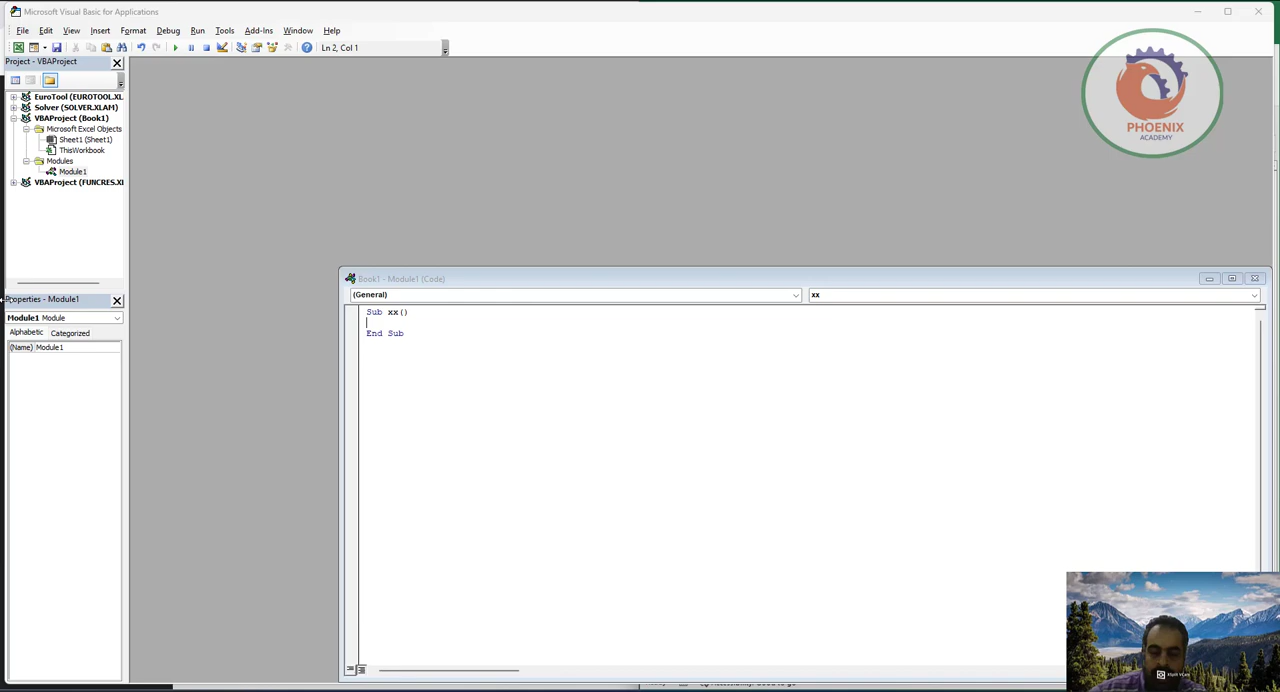 Microsoft Visual Basic for Applications
File Edit View Insert Format Debug Run Tools Add-Ins Window Help
Ln 2, Col 1
Project - VBAProject
EuroTool (EUROTOOL.XL
Solver (SOLVER.XLAM)
VBAProject (Book1)
Microsoft Excel Objects
Sheet1 (Sheet1)
ThisWorkbook
Modules
Module1
VBAProject (FUNCRES.XL
Properties - Module1
Module1 Module
Alphabetic Categorized
(Name) Module1
Book1 - Module1 (Code)
(General) xx
Sub xx()
End Sub
PHOENIX
ACADEMY
XSplit VCam